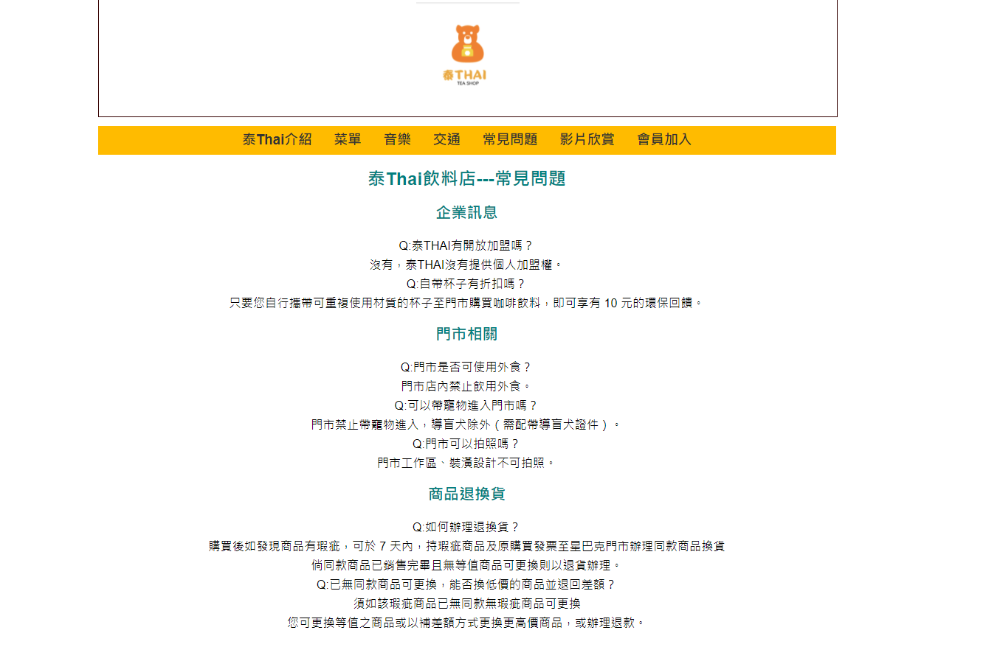 泰THAI
TEA SHOP
泰Thai介紹 菜單 音樂 交通 常見問題 影片欣賞 會員加入
泰Thai飲料店---常見問題
企業訊息
Q:泰THAI有開放加盟嗎？
沒有，泰THAI沒有提供個人加盟權。
Q:自帶杯子有折扣嗎？
只要您自行攜帶可重複使用材質的杯子至門市購買咖啡飲料，即可享有 10 元的環保回饋。
門市相關
Q:門市是否可使用外食？
門市店內禁止飲用外食。
Q:可以帶寵物進入門市嗎？
門市禁止帶寵物進入，導盲犬除外（需配帶導盲犬證件）。
Q:門市可以拍照嗎？
門市工作區、裝潢設計不可拍照。
商品退換貨
Q:如何辦理退換貨？
購買後如發現商品有瑕疵，可於 7 天內，持瑕疵商品及原購買發票至星巴克門市辦理同款商品換貨
倘同款商品已銷售完畢且無等值商品可更換則以退貨辦理。
Q:已無同款商品可更換，能否換低價的商品並退回差額？
須如該瑕疵商品已無同款無瑕疵商品可更換
您可更換等值之商品或以補差額方式更換更高價商品，或辦理退款。